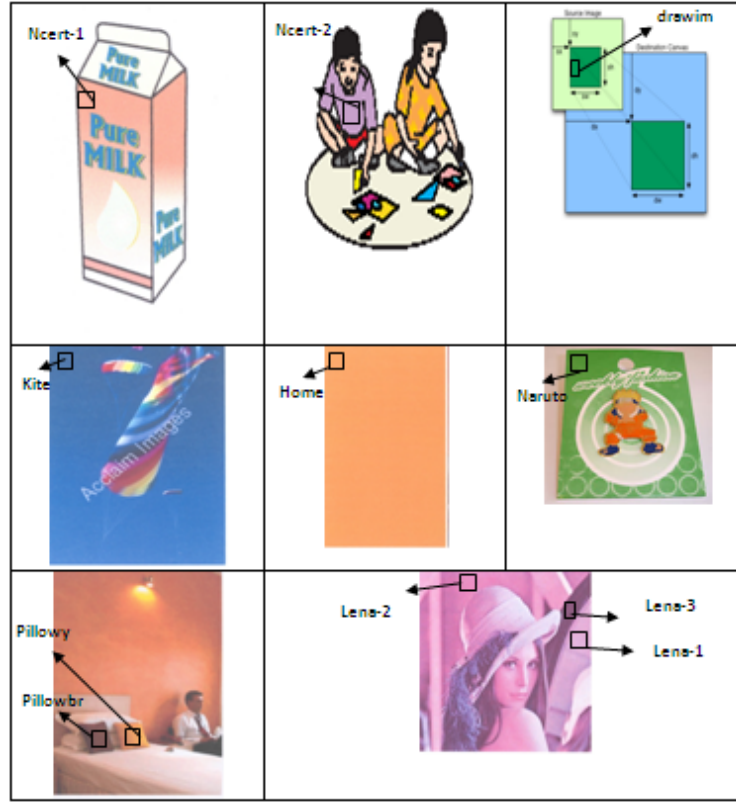 Ncert-1
Pure
MILK
Pure
MILK
Pure
MILK
Ncert-2
drawim
Source Image
Destination Canvas
Kite
Acclaim Images
Home
Naruto
Pillowy
Pillowbr
Lena-2
Lena-3
Lena-1